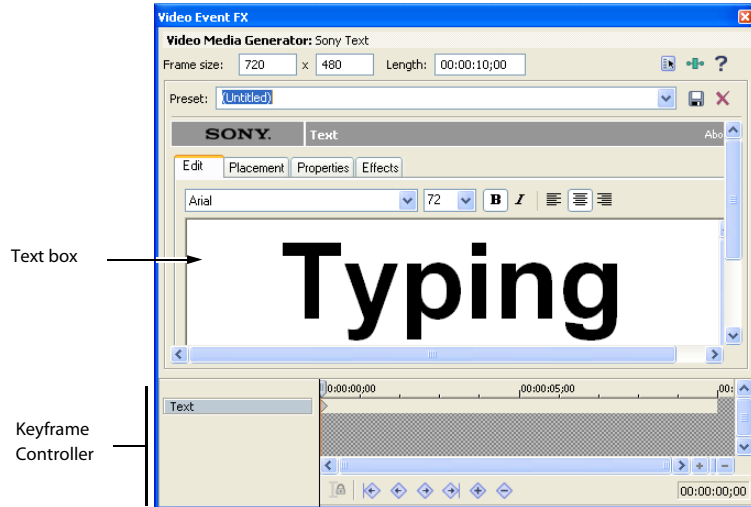 Video Event FX
Video Media Generator: Sony Text
Frame size: 720 x 480 Length: 00:00:10;00
Preset: (Untitled)
SONY. Text
Edit Placement Properties Effects
Arial 72 B I
Text box
Typing
0:00:00;00 00:00:05;00 00:
Text
Keyframe
Controller
00:00:00;00